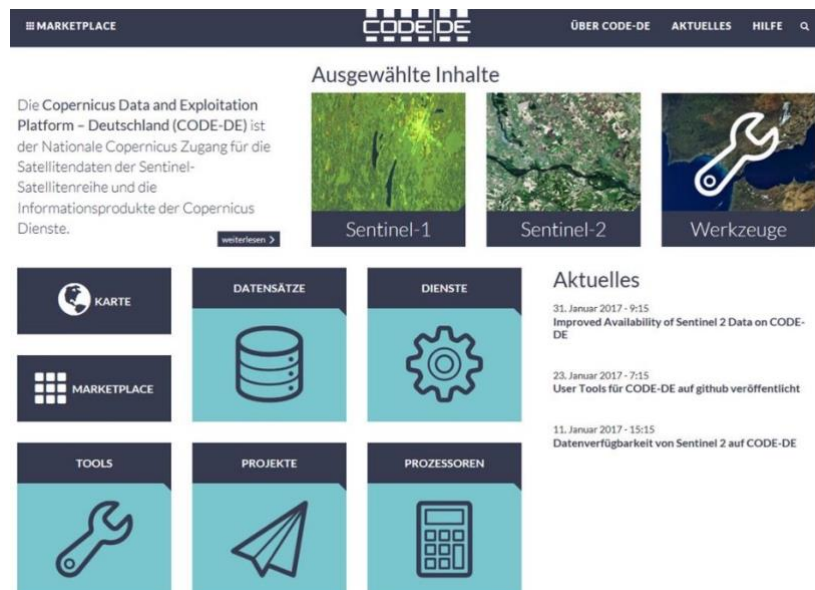 MARKETPLACE
CODE|DE
ÜBER CODE-DE AKTUELLES HILFE
Ausgewählte Inhalte
Die Copernicus Data and Exploitation
Platform – Deutschland (CODE-DE) ist
der Nationale Copernicus Zugang für die
Satellitendaten der Sentinel-
Satellitenreihe und die
Informationsprodukte der Copernicus
Dienste.
weiterlesen >
Sentinel-1
Sentinel-2
Werkzeuge
KARTE
MARKETPLACE
DATENSÄTZE
DIENSTE
TOOLS
PROJEKTE
PROZESSOREN
Aktuelles
31. Januar 2017 - 9:15
Improved Availability of Sentinel 2 Data on CODE-
DE
23. Januar 2017 - 7:15
User Tools für CODE-DE auf github veröffentlicht
11. Januar 2017 - 15:15
Datenverfügbarkeit von Sentinel 2 auf CODE-DE